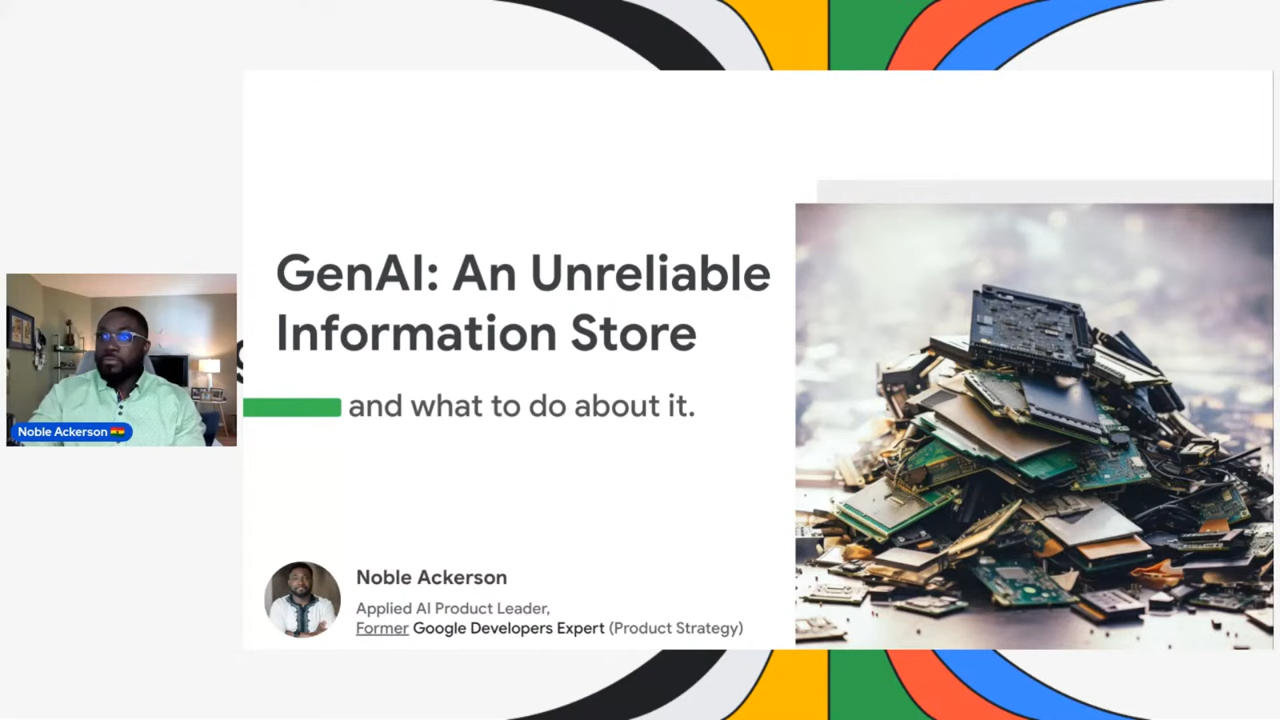 GenAI: An Unreliable
Information Store
and what to do about it.
Noble Ackerson 🇬🇭
Noble Ackerson
Applied AI Product Leader,
Former Google Developers Expert (Product Strategy)